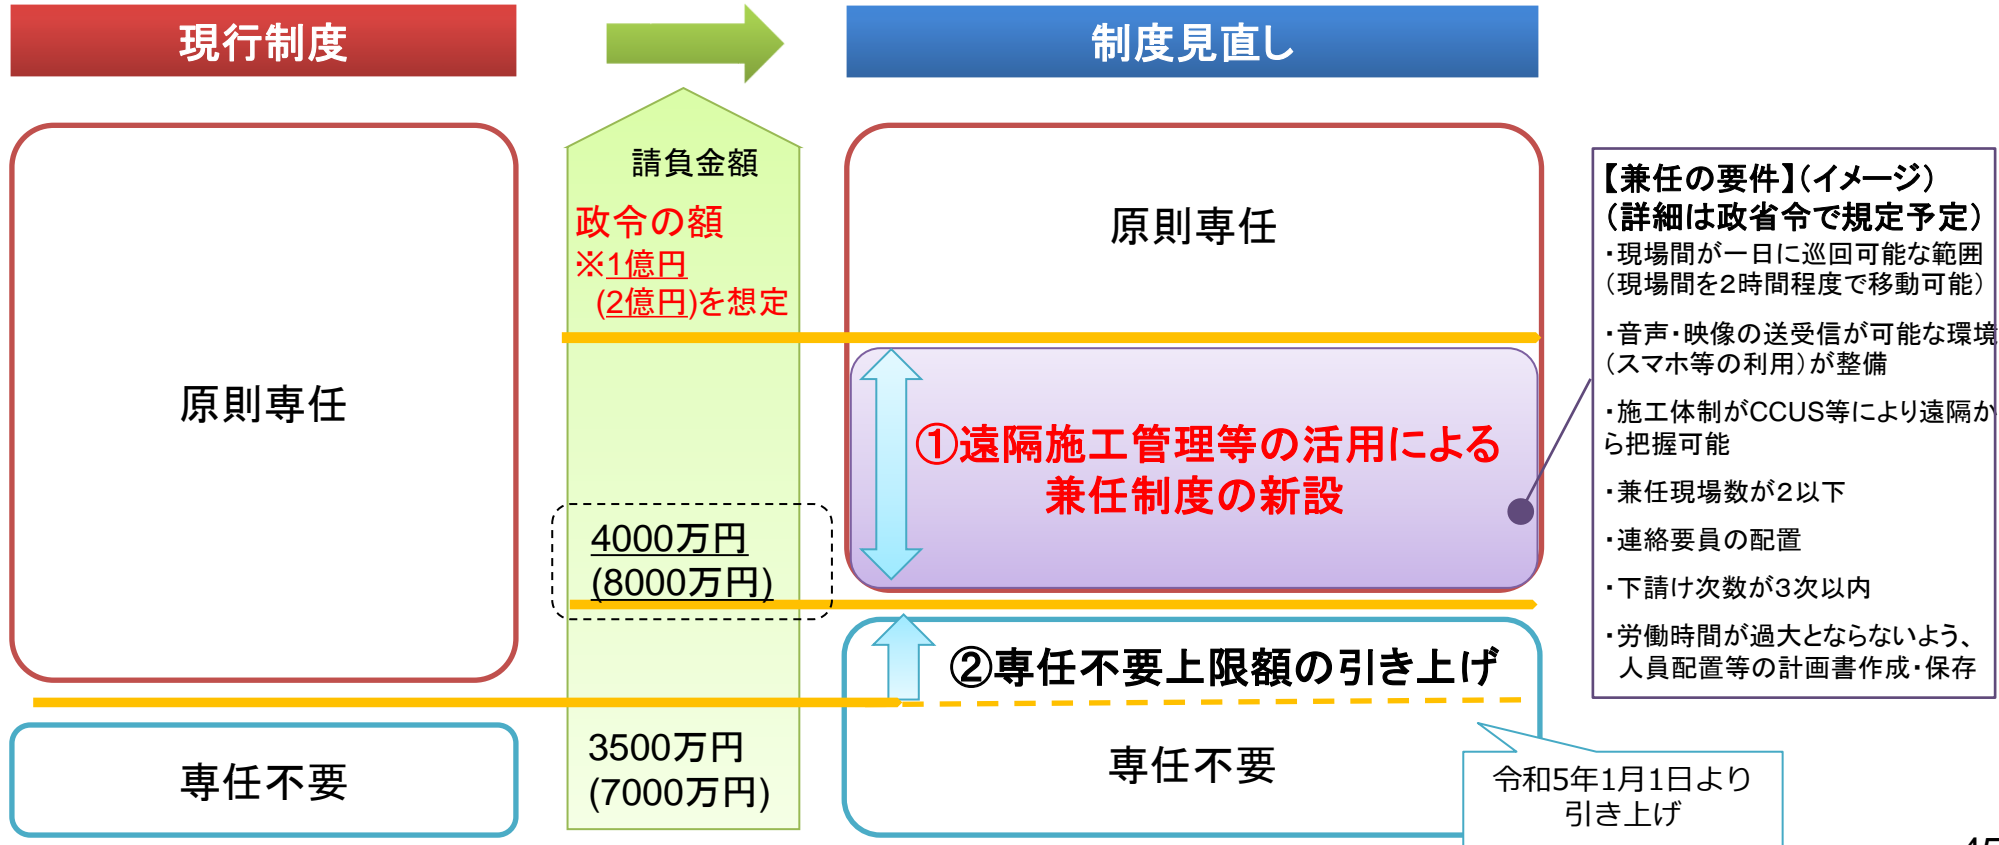 現行制度
制度見直し
原則専任
専任不要
請負金額
政令の額
※1億円
(2億円)を想定
4000万円
(8000万円)
3500万円
(7000万円)
原則専任
①遠隔施工管理等の活用による
兼任制度の新設
②専任不要上限額の引き上げ
専任不要
令和5年1月1日より
引き上げ
【兼任の要件】（イメージ）
（詳細は政省令で規定予定）
・現場間が一日に巡回可能な範囲
（現場間を2時間程度で移動可能）
・音声・映像の送受信が可能な環境
（スマホ等の利用）が整備
・施工体制がCCUS等により遠隔か
ら把握可能
・兼任現場数が2以下
・連絡要員の配置
・下請け次数が3次以内
・労働時間が過大とならないよう、
人員配置等の計画書作成・保存